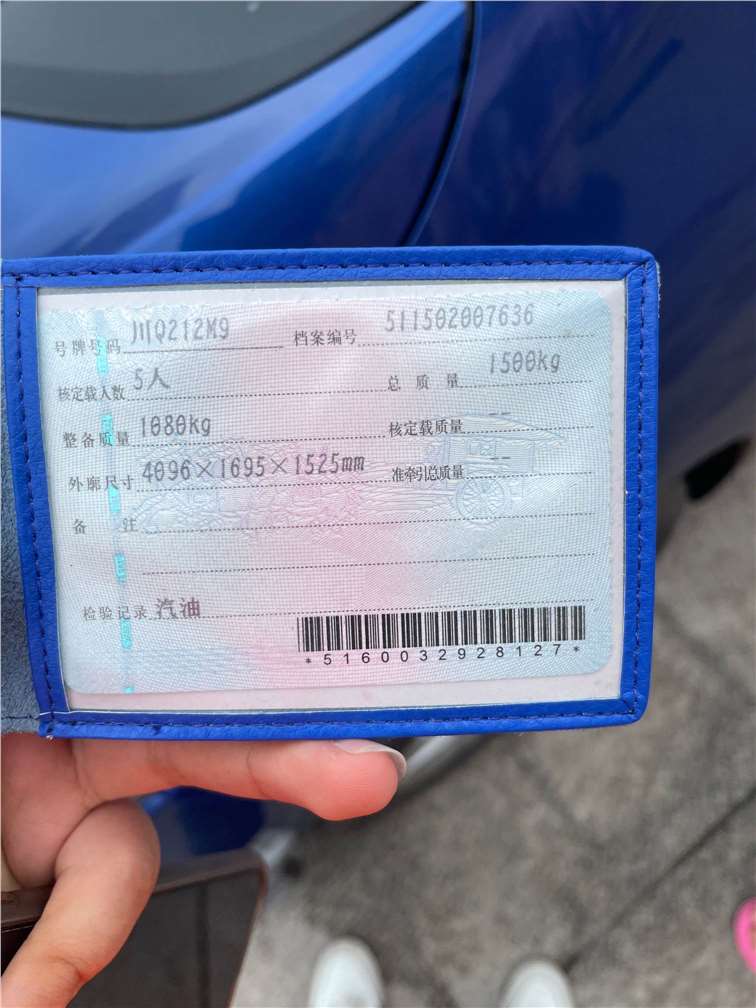 号牌号码 川Q212M9 档案编号 511502007636
核定载人数 5人 总质量 1500kg
整备质量 1080kg 核定载质量 --
外廓尺寸 4096×1695×1525mm 准牵引总质量 --
备注
检验记录 汽油
*5160032928127*